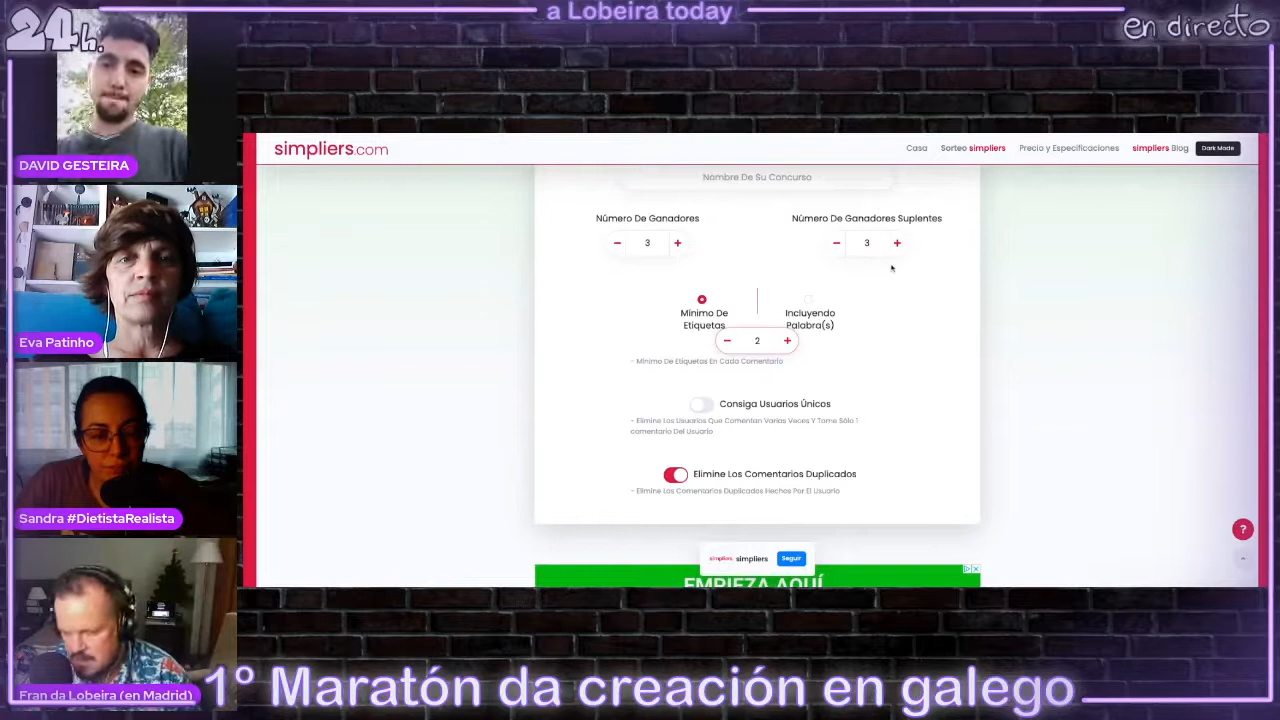 a Lobeira today
24h.
en directo
DAVID GESTEIRA
Eva Patinho
Sandra #DietistaRealista
Fran da Lobeira (en Madrid)
simpliers.com
Casa
Sorteo simpliers
Precio y Especificaciones
simpliers Blog
Dark Mode
Nombre De Su Concurso
Número De Ganadores
Número De Ganadores Suplentes
− 3 +
− 3 +
Mínimo De
Etiquetas
Incluyendo
Palabra(s)
− 2 +
- Mínimo De Etiquetas En Cada Comentario
Consiga Usuarios Únicos
- Elimine Los Usuarios Que Comentan Varias Veces Y Tome Sólo 1
comentario Del Usuario
Elimine Los Comentarios Duplicados
- Elimine Los Comentarios Duplicados Hechos Por El Usuario
?
simpliers simpliers Seguir
EMPIEZA AQUÍ
1º Maratón da creación en galego